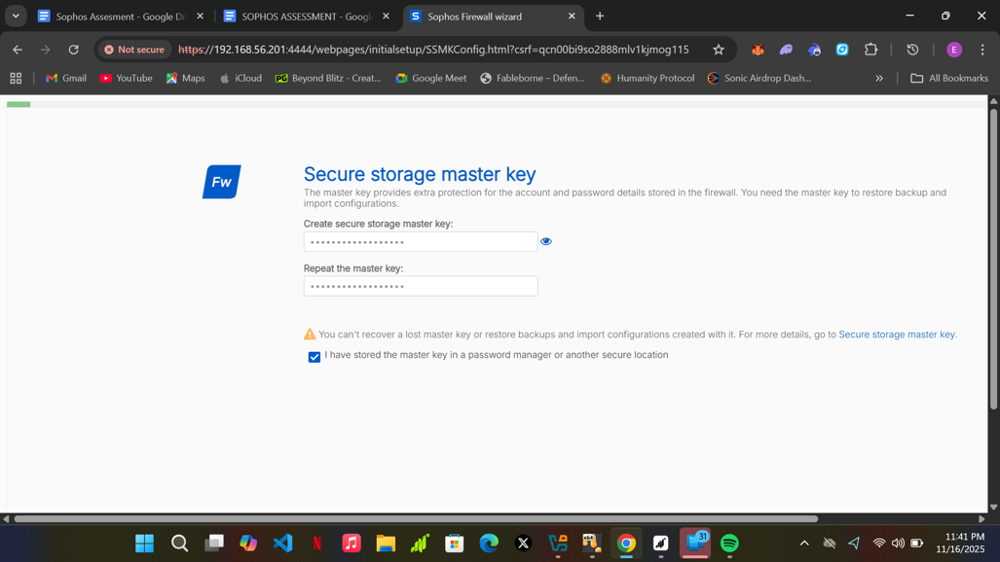 Sophos Assesment - Google Dr
SOPHOS ASSESSMENT - Google
Sophos Firewall wizard
Not secure
https://192.168.56.201:4444/webpages/initialsetup/SSMKConfig.html?csrf=qcn00bi9so2888mlv1kjmog115
E
Gmail
YouTube
Maps
iCloud
PG
Beyond Blitz - Creat...
Google Meet
Fableborne – Defen...
Humanity Protocol
Sonic Airdrop Dash...
»
All Bookmarks
Fw
Secure storage master key
The master key provides extra protection for the account and password details stored in the firewall. You need the master key to restore backup and
import configurations.
Create secure storage master key:
••••••••••••••••••
Repeat the master key:
••••••••••••••••••
You can't recover a lost master key or restore backups and import configurations created with it. For more details, go to Secure storage master key.
I have stored the master key in a password manager or another secure location
31
11:41 PM
11/16/2025